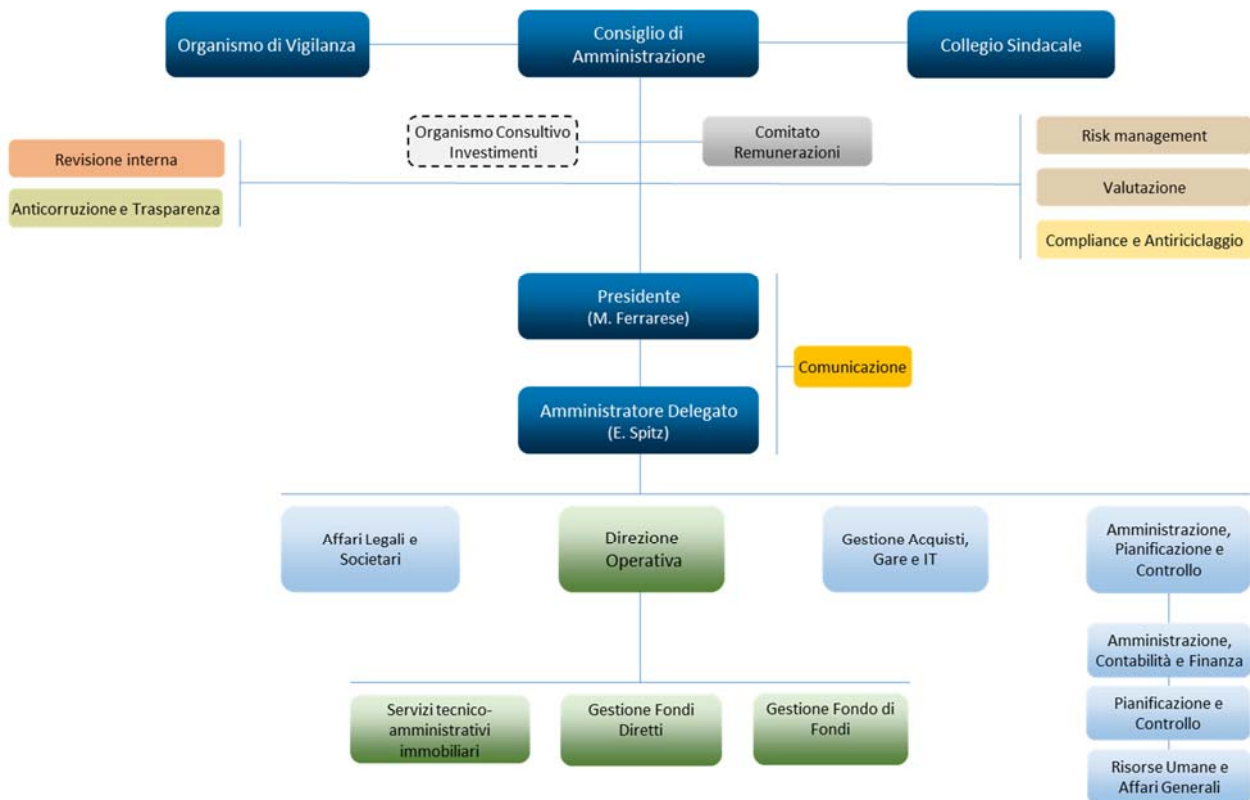 Organismo di Vigilanza
Consiglio di
Amministrazione
Collegio Sindacale
Organismo Consultivo
Investimenti
Comitato
Remunerazioni
Revisione interna
Anticorruzione e Trasparenza
Risk management
Valutazione
Compliance e Antiriciclaggio
Presidente
(M. Ferrarese)
Comunicazione
Amministratore Delegato
(E. Spitz)
Affari Legali e
Societari
Direzione
Operativa
Gestione Acquisti,
Gare e IT
Amministrazione,
Pianificazione e
Controllo
Servizi tecnico-
amministrativi
immobiliari
Gestione Fondi
Diretti
Gestione Fondo di
Fondi
Amministrazione,
Contabilità e Finanza
Pianificazione e
Controllo
Risorse Umane e
Affari Generali